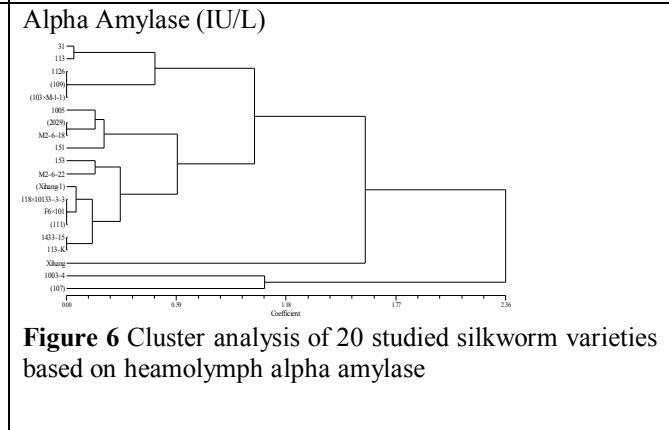 Alpha Amylase (IU/L)
31
113
1126
(109)
(103×M-1-1)
1005
(2029)
M2-6-18
151
153
M2-6-22
(Xihang-1)
118×10133-3-3
F6×101
(111)
1433-15
113-K
Xihang
1003-4
(107)
0.00 0.59 1.18 1.77 2.36
Coefficient
Figure 6 Cluster analysis of 20 studied silkworm varieties
based on heamolymph alpha amylase